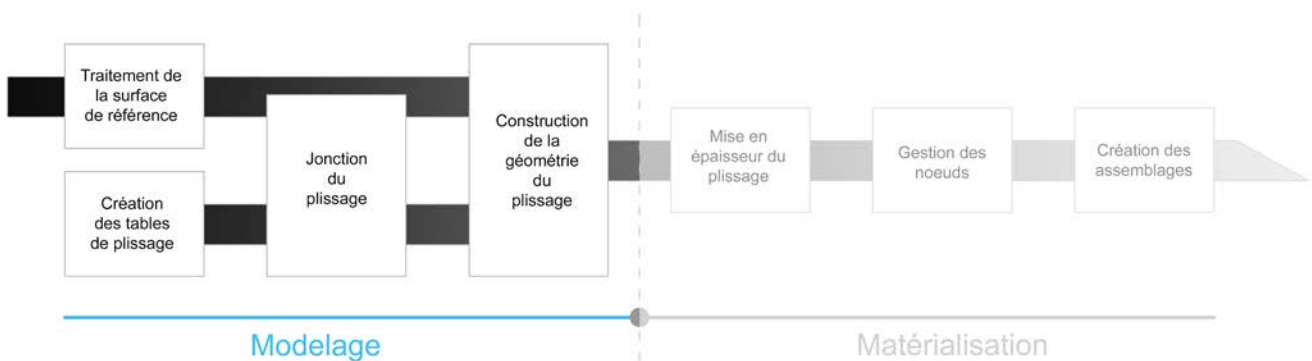 Traitement de
la surface
de référence
Création
des tables
de plissage
Jonction
du
plissage
Construction
de la
géométrie
du
plissage
Mise en
épaisseur du
plissage
Gestion des
noeuds
Création des
assemblages
Modelage
Matérialisation